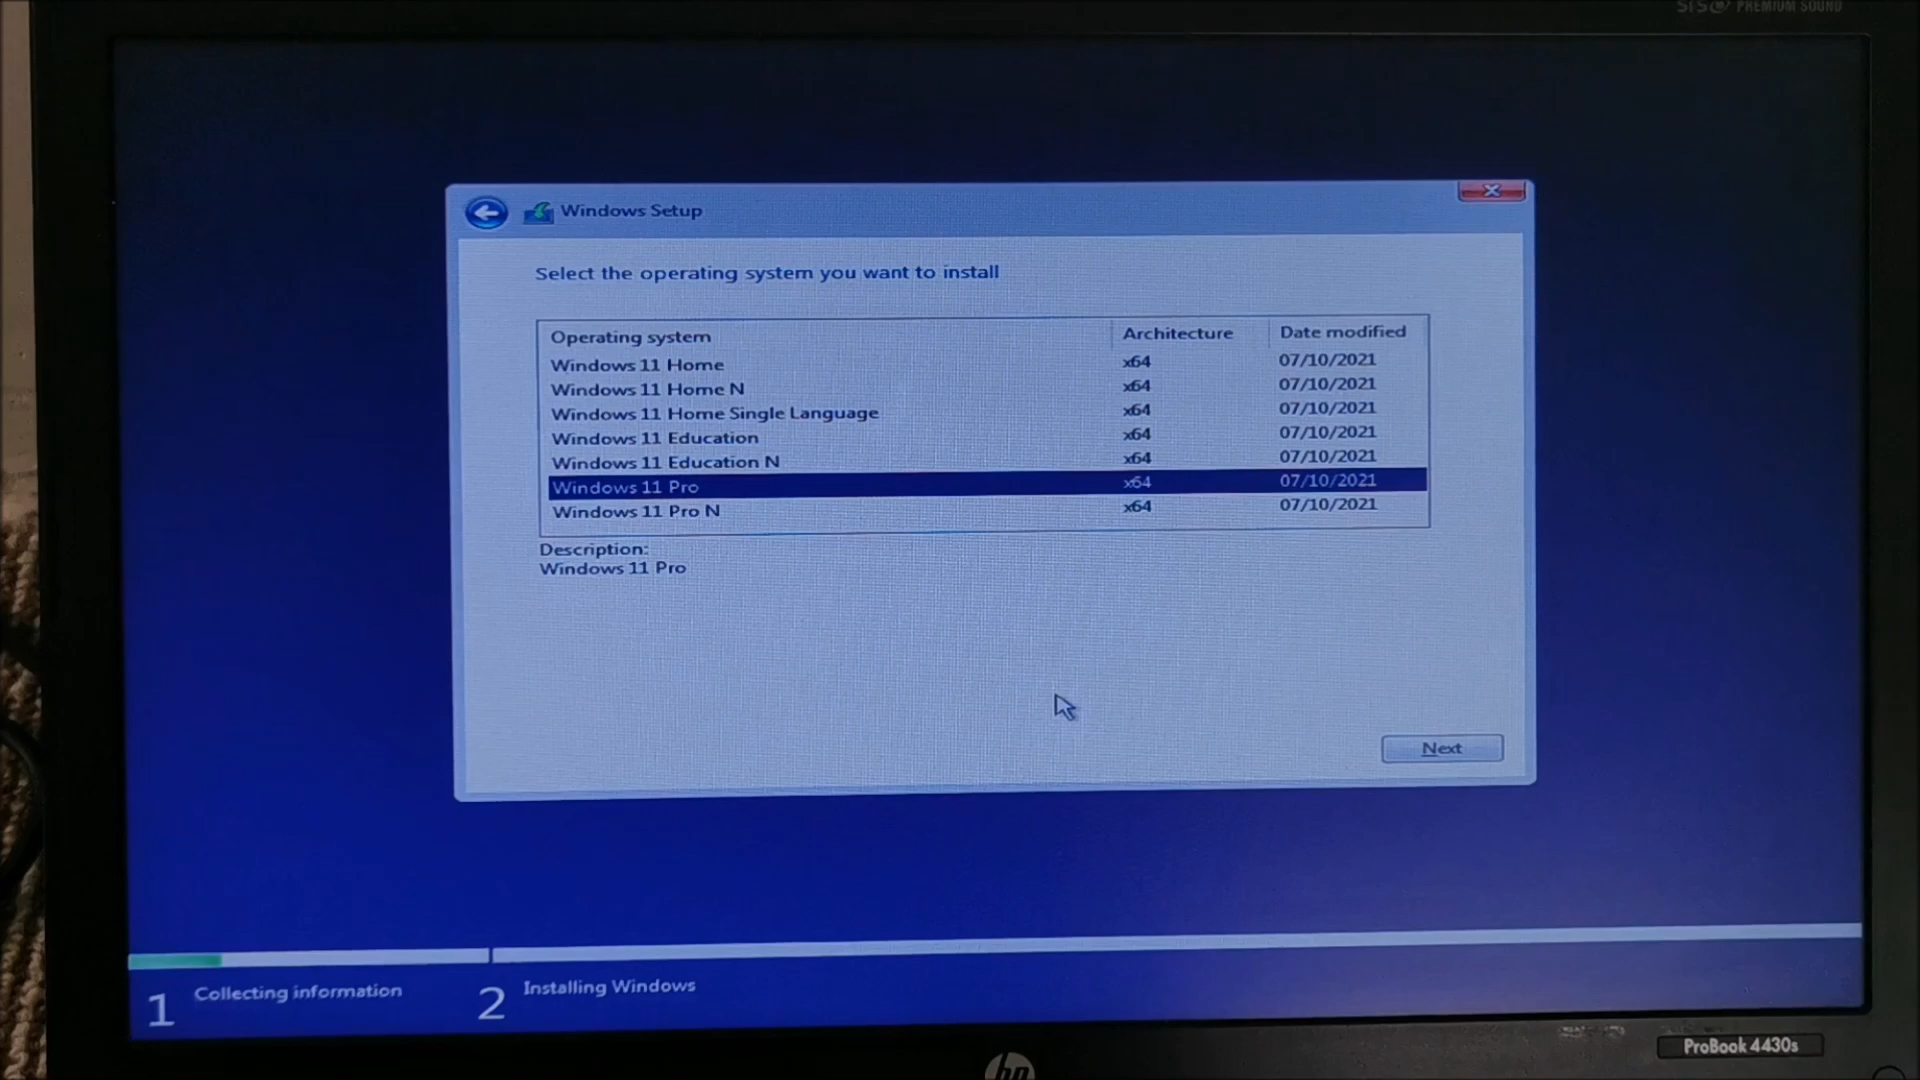 SRS PREMIUM SOUND
Windows Setup
Select the operating system you want to install
Operating system Architecture Date modified
Windows 11 Home x64 07/10/2021
Windows 11 Home N x64 07/10/2021
Windows 11 Home Single Language x64 07/10/2021
Windows 11 Education x64 07/10/2021
Windows 11 Education N x64 07/10/2021
Windows 11 Pro x64 07/10/2021
Windows 11 Pro N x64 07/10/2021
Description:
Windows 11 Pro
Next
1 Collecting information 2 Installing Windows
ProBook 4430s
hp